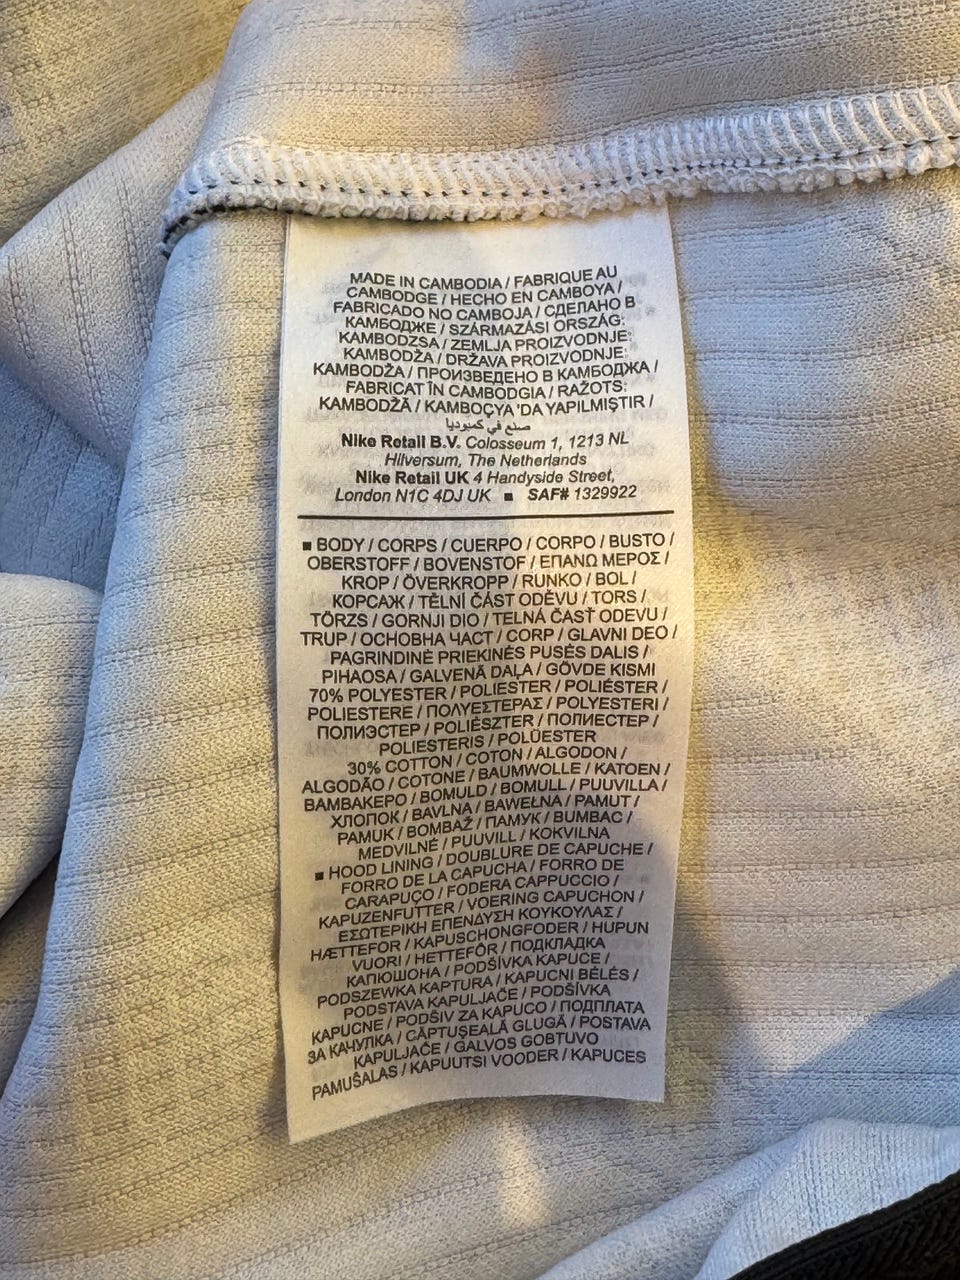 MADE IN CAMBODIA / FABRIQUE AU
CAMBODGE / HECHO EN CAMBOYA /
FABRICADO NO CAMBOJA / СДЕЛАНО В
КАМБОДЖЕ / SZÁRMAZÁSI ORSZÁG:
KAMBODZSA / ZEMLJA PROIZVODNJE:
KAMBODŽA / DRŽAVA PROIZVODNJE:
KAMBODŽA / ПРОИЗВЕДЕНО В КАМБОДЖА /
FABRICAT ÎN CAMBODGIA / RAŽOTS:
KAMBODŽĀ / KAMBOÇYA 'DA YAPILMIŞTIR /
صنع في كمبوديا
Nike Retail B.V. Colosseum 1, 1213 NL
Hilversum, The Netherlands
Nike Retail UK 4 Handyside Street,
London N1C 4DJ UK ■ SAF# 1329922
■ BODY / CORPS / CUERPO / CORPO / BUSTO /
OBERSTOFF / BOVENSTOF / ΕΠΑΝΩ ΜΕΡΟΣ /
KROP / ÖVERKROPP / RUNKO / BOL /
КОРСАЖ / TĚLNÍ ČÁST ODĚVU / TORS /
TÖRZS / GORNJI DIO / TELNÁ ČASŤ ODEVU /
TRUP / ОСНОВНА ЧАСТ / CORP / GLAVNI DEO /
PAGRINDINĖ PRIEKINĖS PUSĖS DALIS /
PIHAOSA / GALVENĀ DAĻA / GÖVDE KISMI
70% POLYESTER / POLIESTER / POLIÉSTER /
POLIESTERE / ΠΟΛΥΕΣΤΕΡΑΣ / POLYESTERI /
ПОЛИЭСТЕР / POLIÉSZTER / ПОЛИЕСТЕР /
POLIESTERIS / POLÜESTER
30% COTTON / COTON / ALGODON /
ALGODÃO / COTONE / BAUMWOLLE / KATOEN /
ΒΑΜΒΑΚΕΡΟ / BOMULD / BOMULL / PUUVILLA /
ХЛОПОК / BAVLNA / BAWEŁNA / PAMUT /
PAMUK / BOMBAŽ / ПАМУК / BUMBAC /
MEDVILNĖ / PUUVILL / KOKVILNA
■ HOOD LINING / DOUBLURE DE CAPUCHE /
FORRO DE LA CAPUCHA / FORRO DE
CARAPUÇO / FODERA CAPPUCCIO /
KAPUZENFUTTER / VOERING CAPUCHON /
ΕΣΩΤΕΡΙΚΗ ΕΠΕΝΔΥΣΗ ΚΟΥΚΟΥΛΑΣ /
HÆTTEFOR / KAPUSCHONGFODER / HUPUN
VUORI / HETTEFÔR / ПОДКЛАДКА
КАПЮШОНА / PODŠÍVKA KAPUCE /
PODSZEWKA KAPTURA / KAPUCNI BÉLÉS /
PODSTAVA KAPULJAČE / PODŠÍVKA
KAPUCNE / PODŠIV ZA KAPUCO / ПОДПЛАТА
ЗА КАЧУЛКА / CĂPTUŞEALĂ GLUGĂ / POSTAVA
KAPULJAČE / GALVOS GOBTUVO
PAMUŠALAS / KAPUUTSI VOODER / KAPUCES